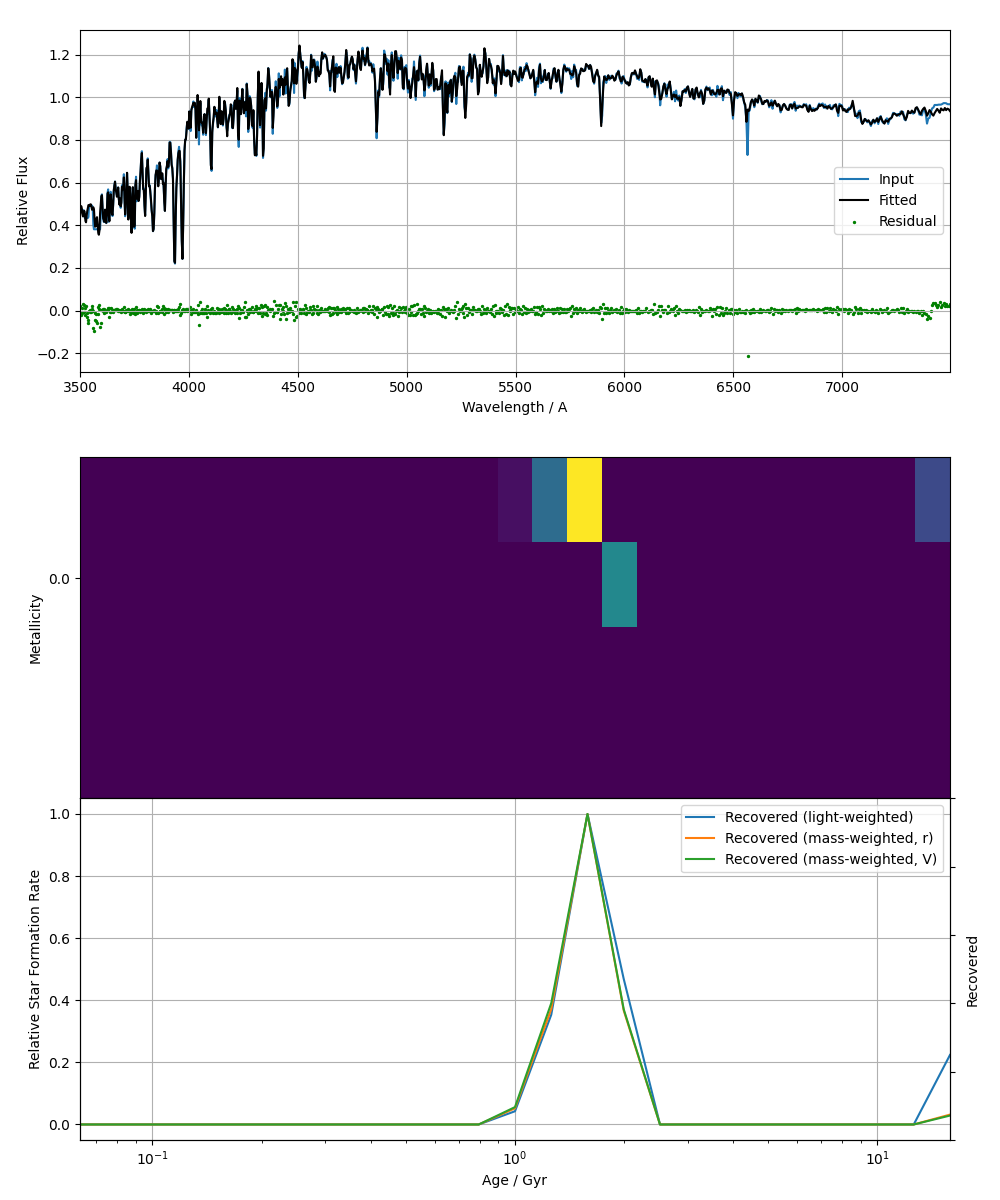 1.2
1.0
0.8
0.6
0.4
0.2
0.0
−0.2
Relative Flux
Input
Fitted
Residual
3500 4000 4500 5000 5500 6000 6500 7000
Wavelength / A
0.0
Metallicity
1.0
0.8
0.6
0.4
0.2
0.0
Relative Star Formation Rate
Recovered (light-weighted)
Recovered (mass-weighted, r)
Recovered (mass-weighted, V)
Recovered
10⁻¹ 10⁰ 10¹
Age / Gyr